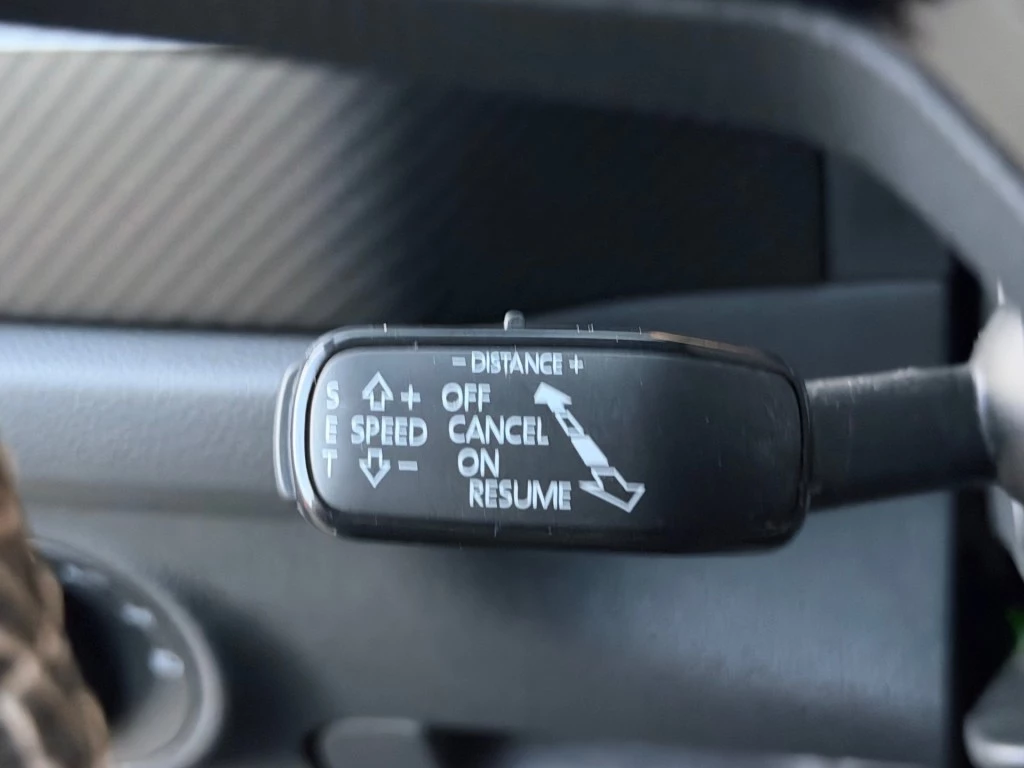 - DISTANCE +
S + OFF
E SPEED CANCEL
T - ON
RESUME